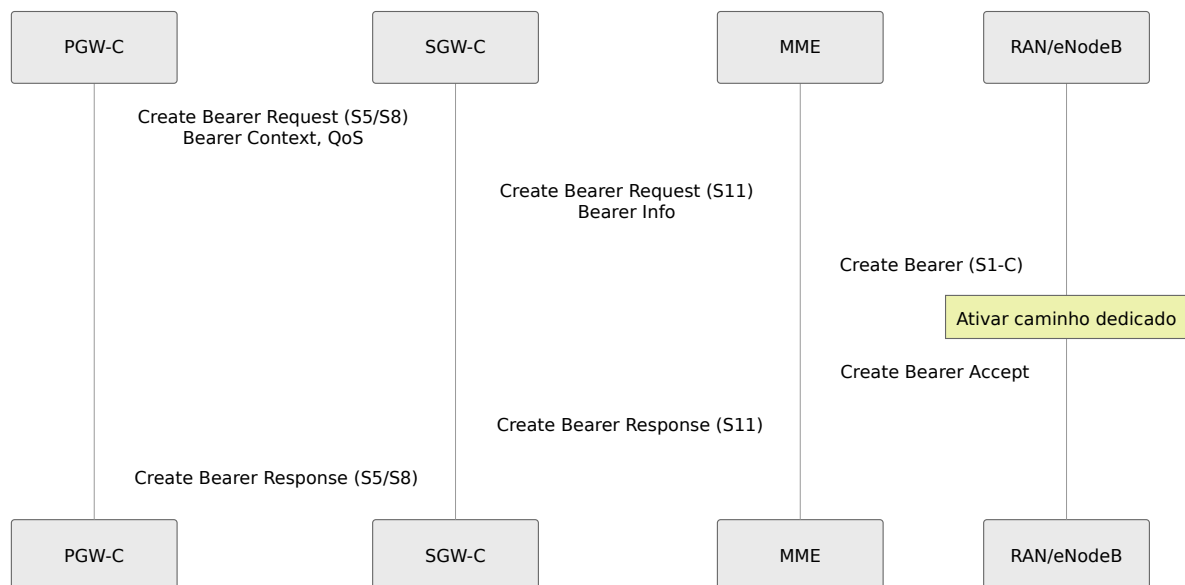 PGW-C
SGW-C
MME
RAN/eNodeB
Create Bearer Request (S5/S8)
Bearer Context, QoS
Create Bearer Request (S11)
Bearer Info
Create Bearer (S1-C)
Ativar caminho dedicado
Create Bearer Accept
Create Bearer Response (S11)
Create Bearer Response (S5/S8)
PGW-C
SGW-C
MME
RAN/eNodeB